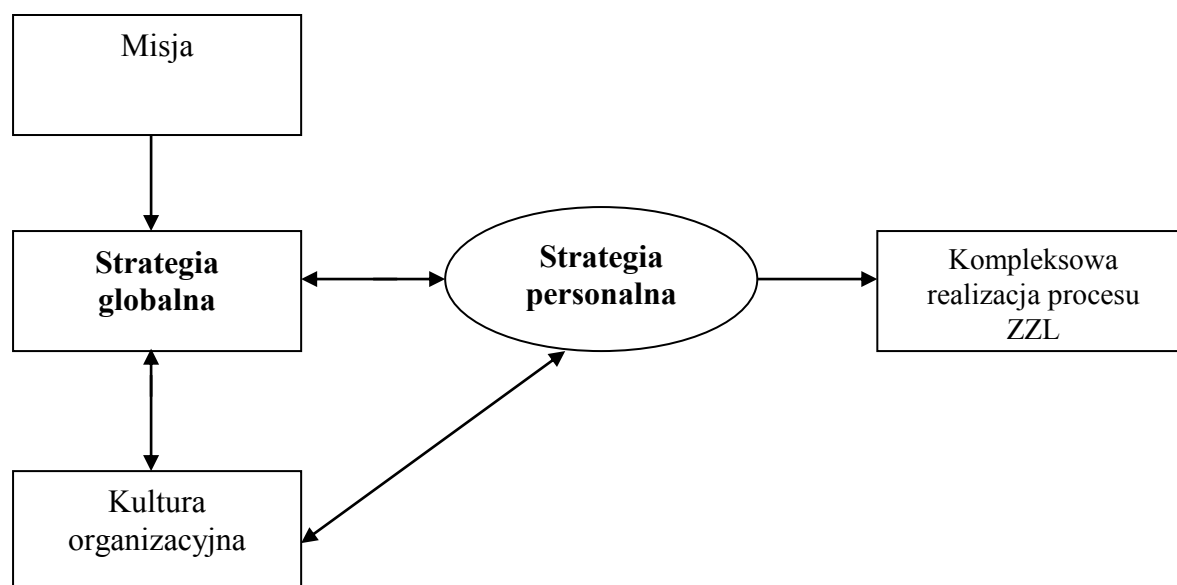 Misja
Strategia
globalna
Strategia
personalna
Kompleksowa
realizacja procesu
ZZL
Kultura
organizacyjna